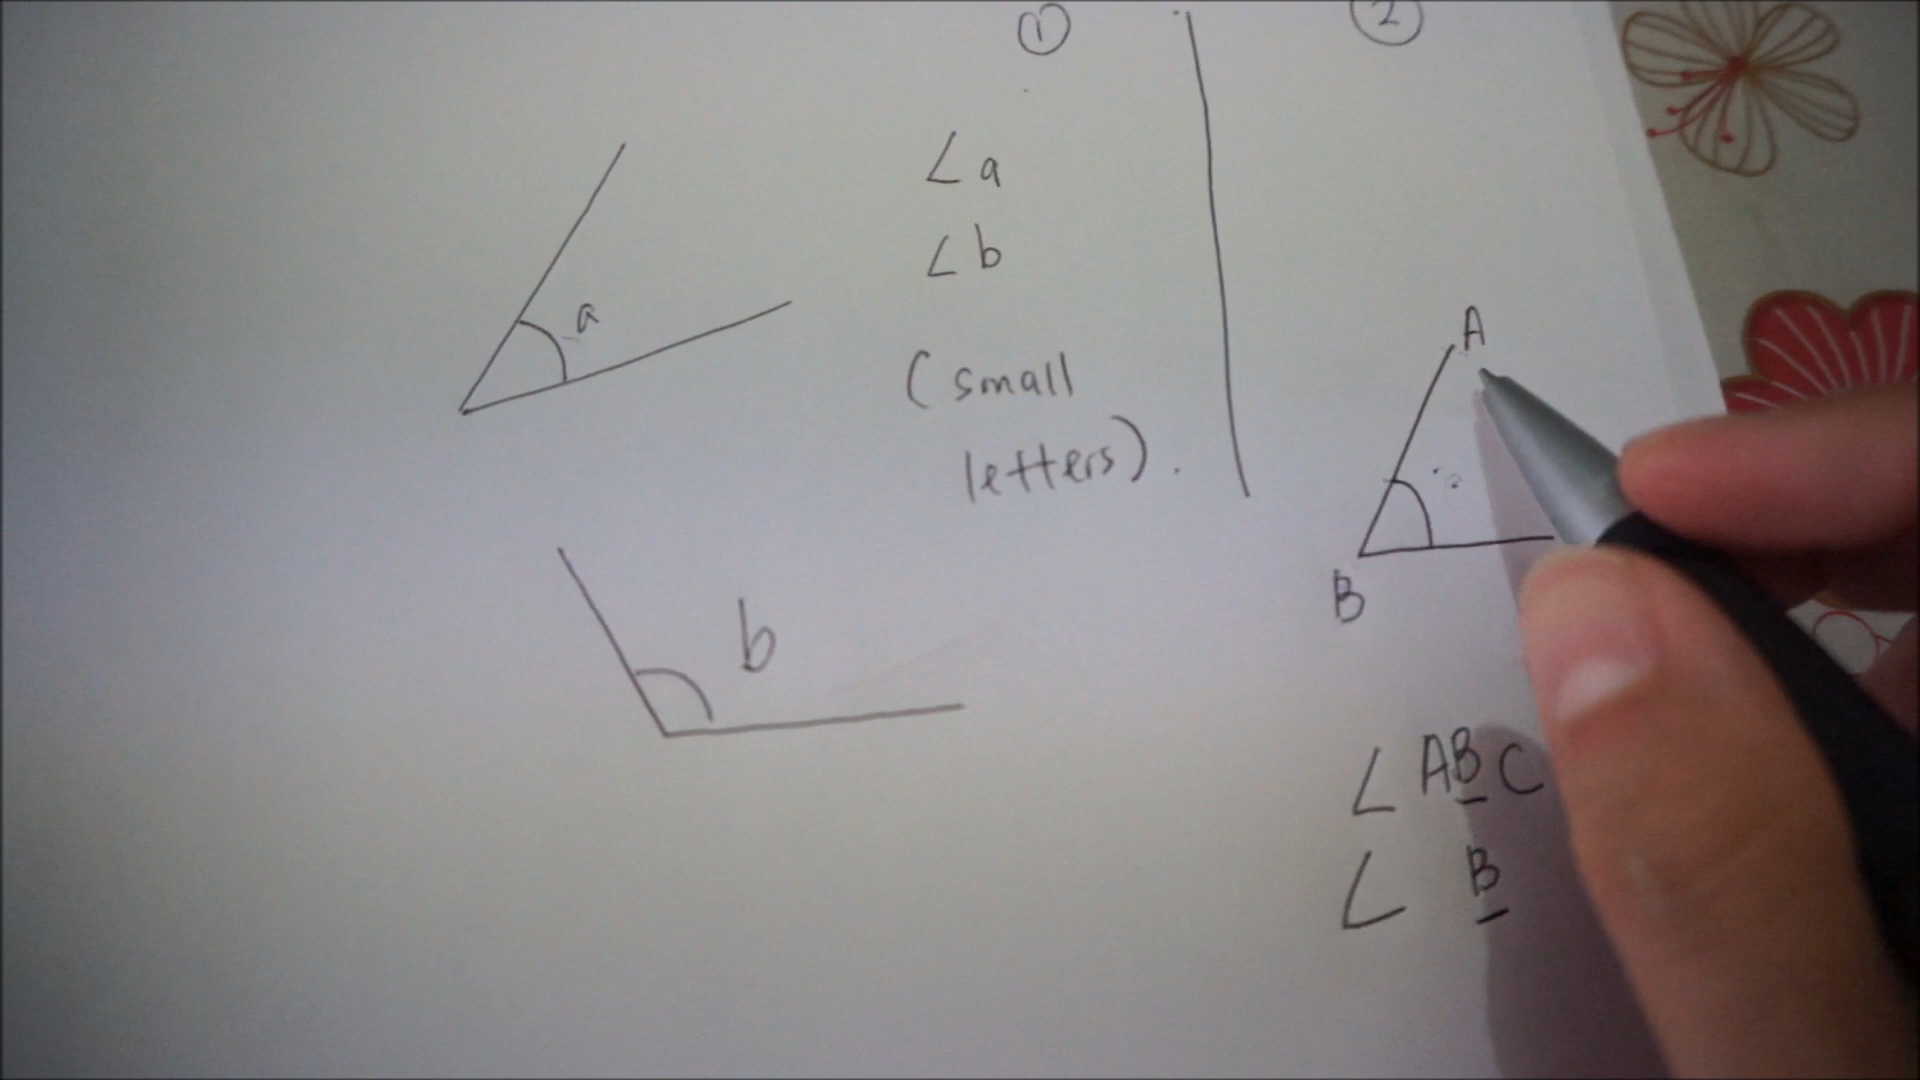 ①
②
∠a
∠b
(small
letters).
a
b
A
B
∠ABC
∠ B